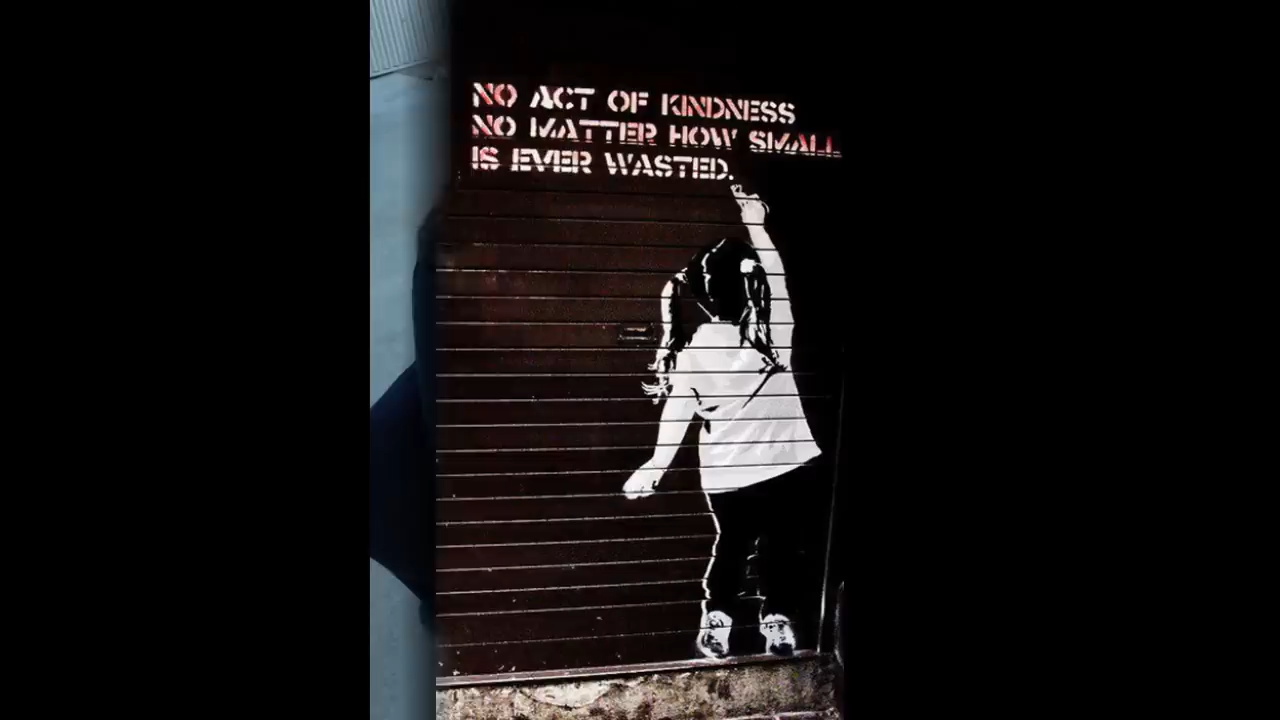 NO ACT OF KINDNESS
NO MATTER HOW SMALL
IS EVER WASTED.